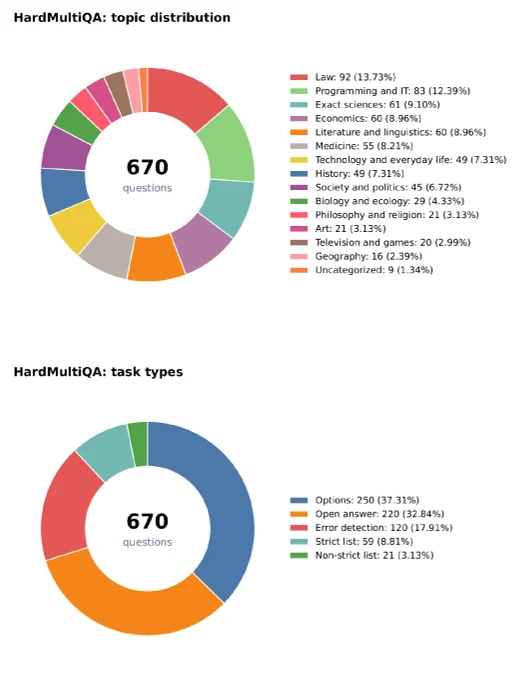 HardMultiQA: topic distribution
670
questions
Law: 92 (13.73%)
Programming and IT: 83 (12.39%)
Exact sciences: 61 (9.10%)
Economics: 60 (8.96%)
Literature and linguistics: 60 (8.96%)
Medicine: 55 (8.21%)
Technology and everyday life: 49 (7.31%)
History: 49 (7.31%)
Society and politics: 45 (6.72%)
Biology and ecology: 29 (4.33%)
Philosophy and religion: 21 (3.13%)
Art: 21 (3.13%)
Television and games: 20 (2.99%)
Geography: 16 (2.39%)
Uncategorized: 9 (1.34%)
HardMultiQA: task types
670
questions
Options: 250 (37.31%)
Open answer: 220 (32.84%)
Error detection: 120 (17.91%)
Strict list: 59 (8.81%)
Non-strict list: 21 (3.13%)